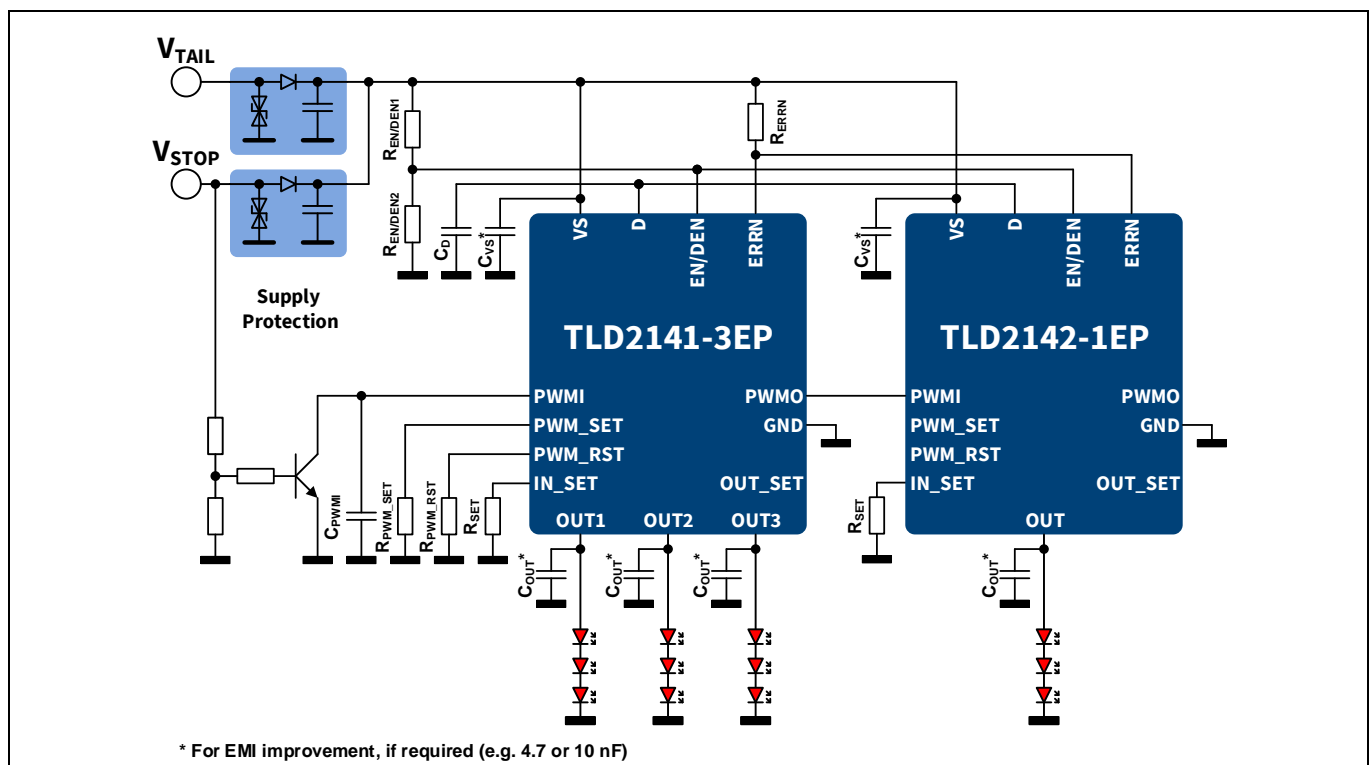 VTAIL
VSTOP
Supply
Protection
REN/DEN1
REN/DEN2
CD
CVS*
RERRN
CVS*
VS
D
EN/DEN
ERRN
VS
D
EN/DEN
ERRN
TLD2141-3EP
TLD2142-1EP
PWMI
PWM_SET
PWM_RST
IN_SET
PWMO
GND
OUT_SET
OUT1
OUT2
OUT3
PWMI
PWM_SET
PWM_RST
IN_SET
PWMO
GND
OUT_SET
OUT
CPWMI
RPWM_SET
RPWM_RST
RSET
RSET
COUT*
COUT*
COUT*
COUT*
* For EMI improvement, if required (e.g. 4.7 or 10 nF)